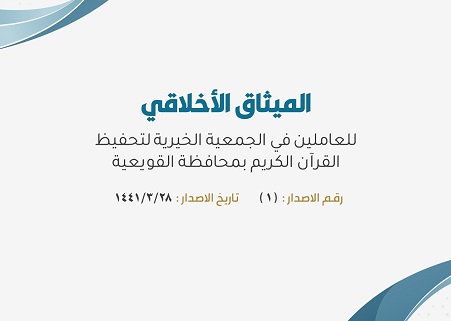 الميثاق الأخلاقي
للعاملين في الجمعية الخيرية لتحفيظ
القرآن الكريم بمحافظة القويعية
رقم الاصدار : ( ١ ) تاريخ الاصدار : ١٤٤١/٣/٢٨